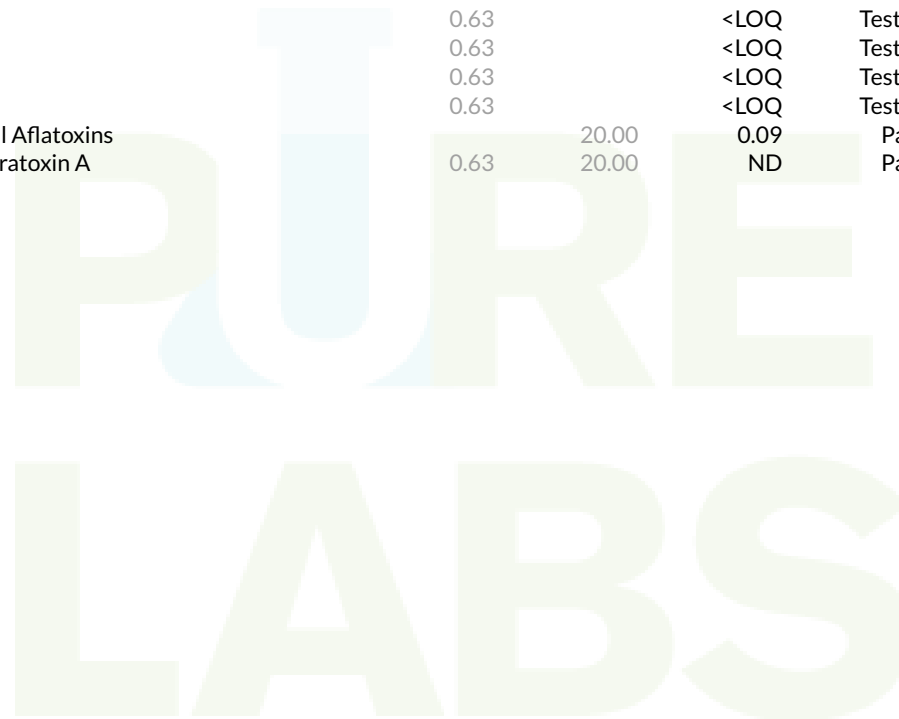 0.63 <LOQ Test
0.63 <LOQ Test
0.63 <LOQ Test
0.63 <LOQ Test
l Aflatoxins 20.00 0.09 Pa
ratoxin A 0.63 20.00 ND Pa
PURE
LABS